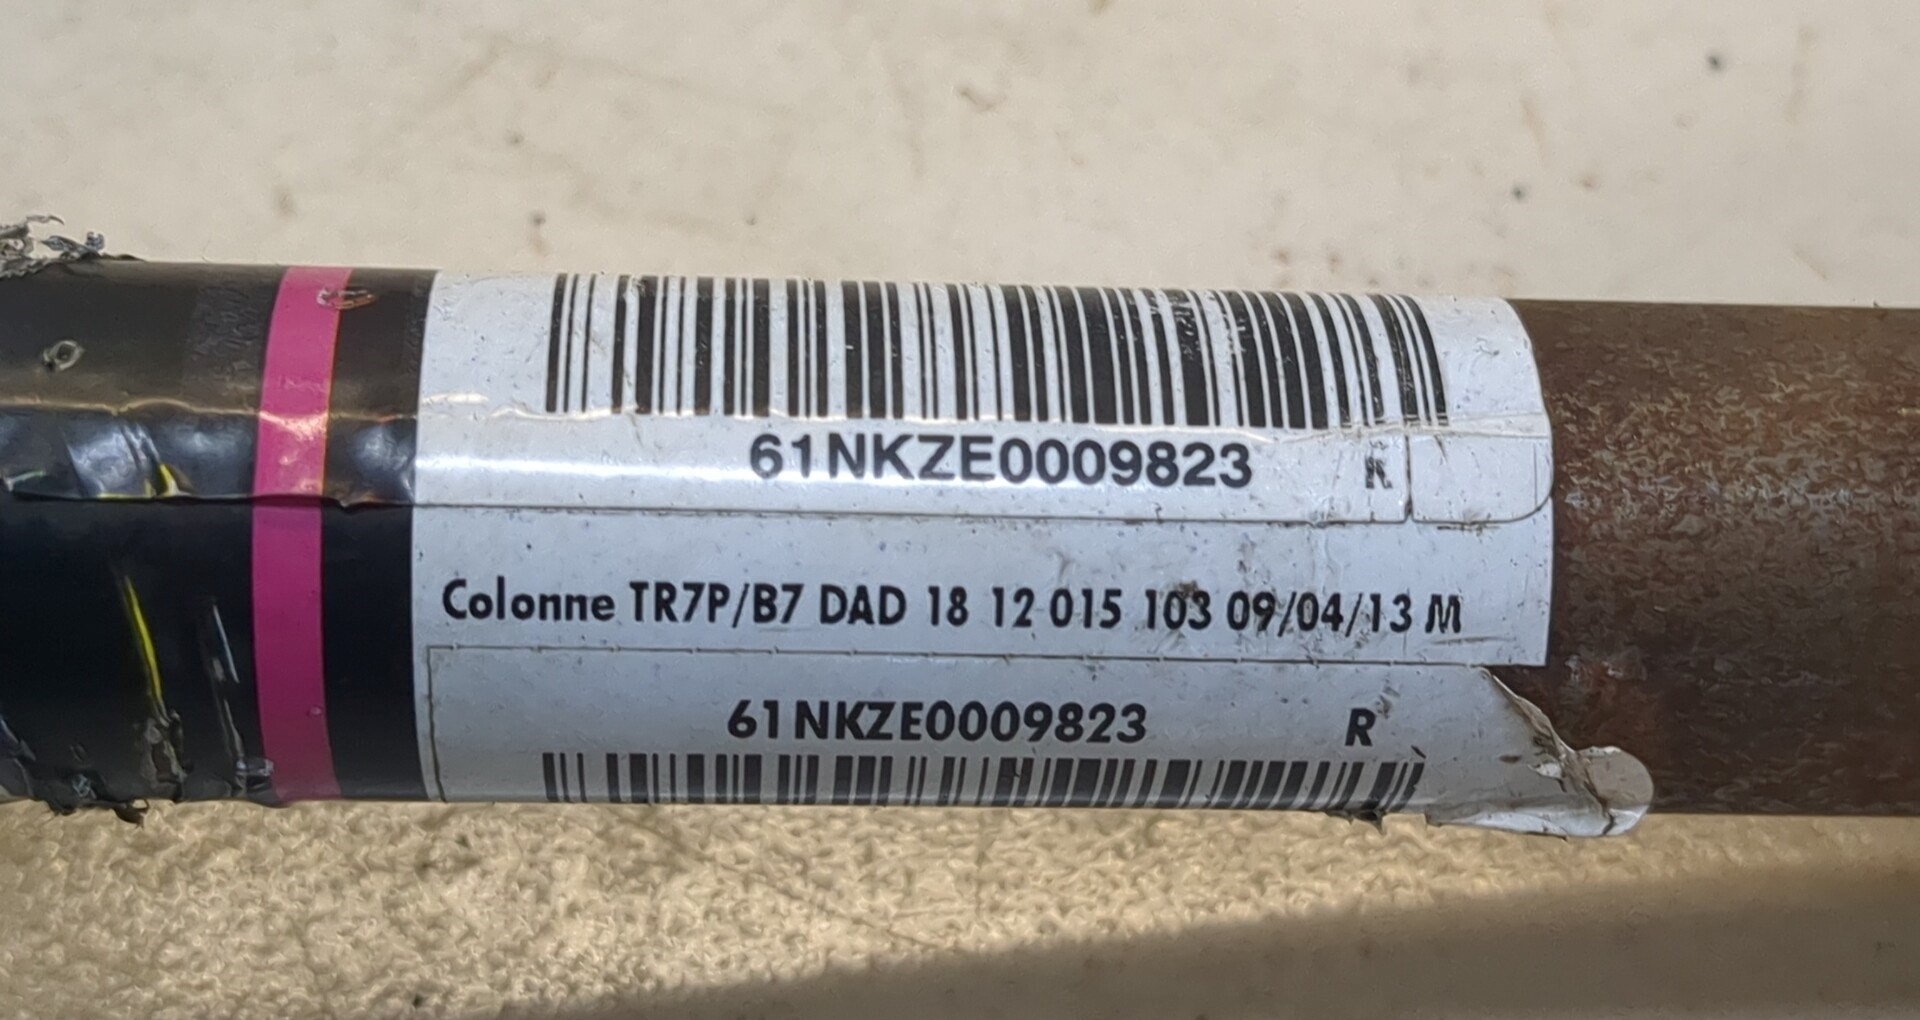 61NKZE0009823 R
Colonne TR7P/B7 DAD 18 12 015 103 09/04/13 M
61NKZE0009823 R